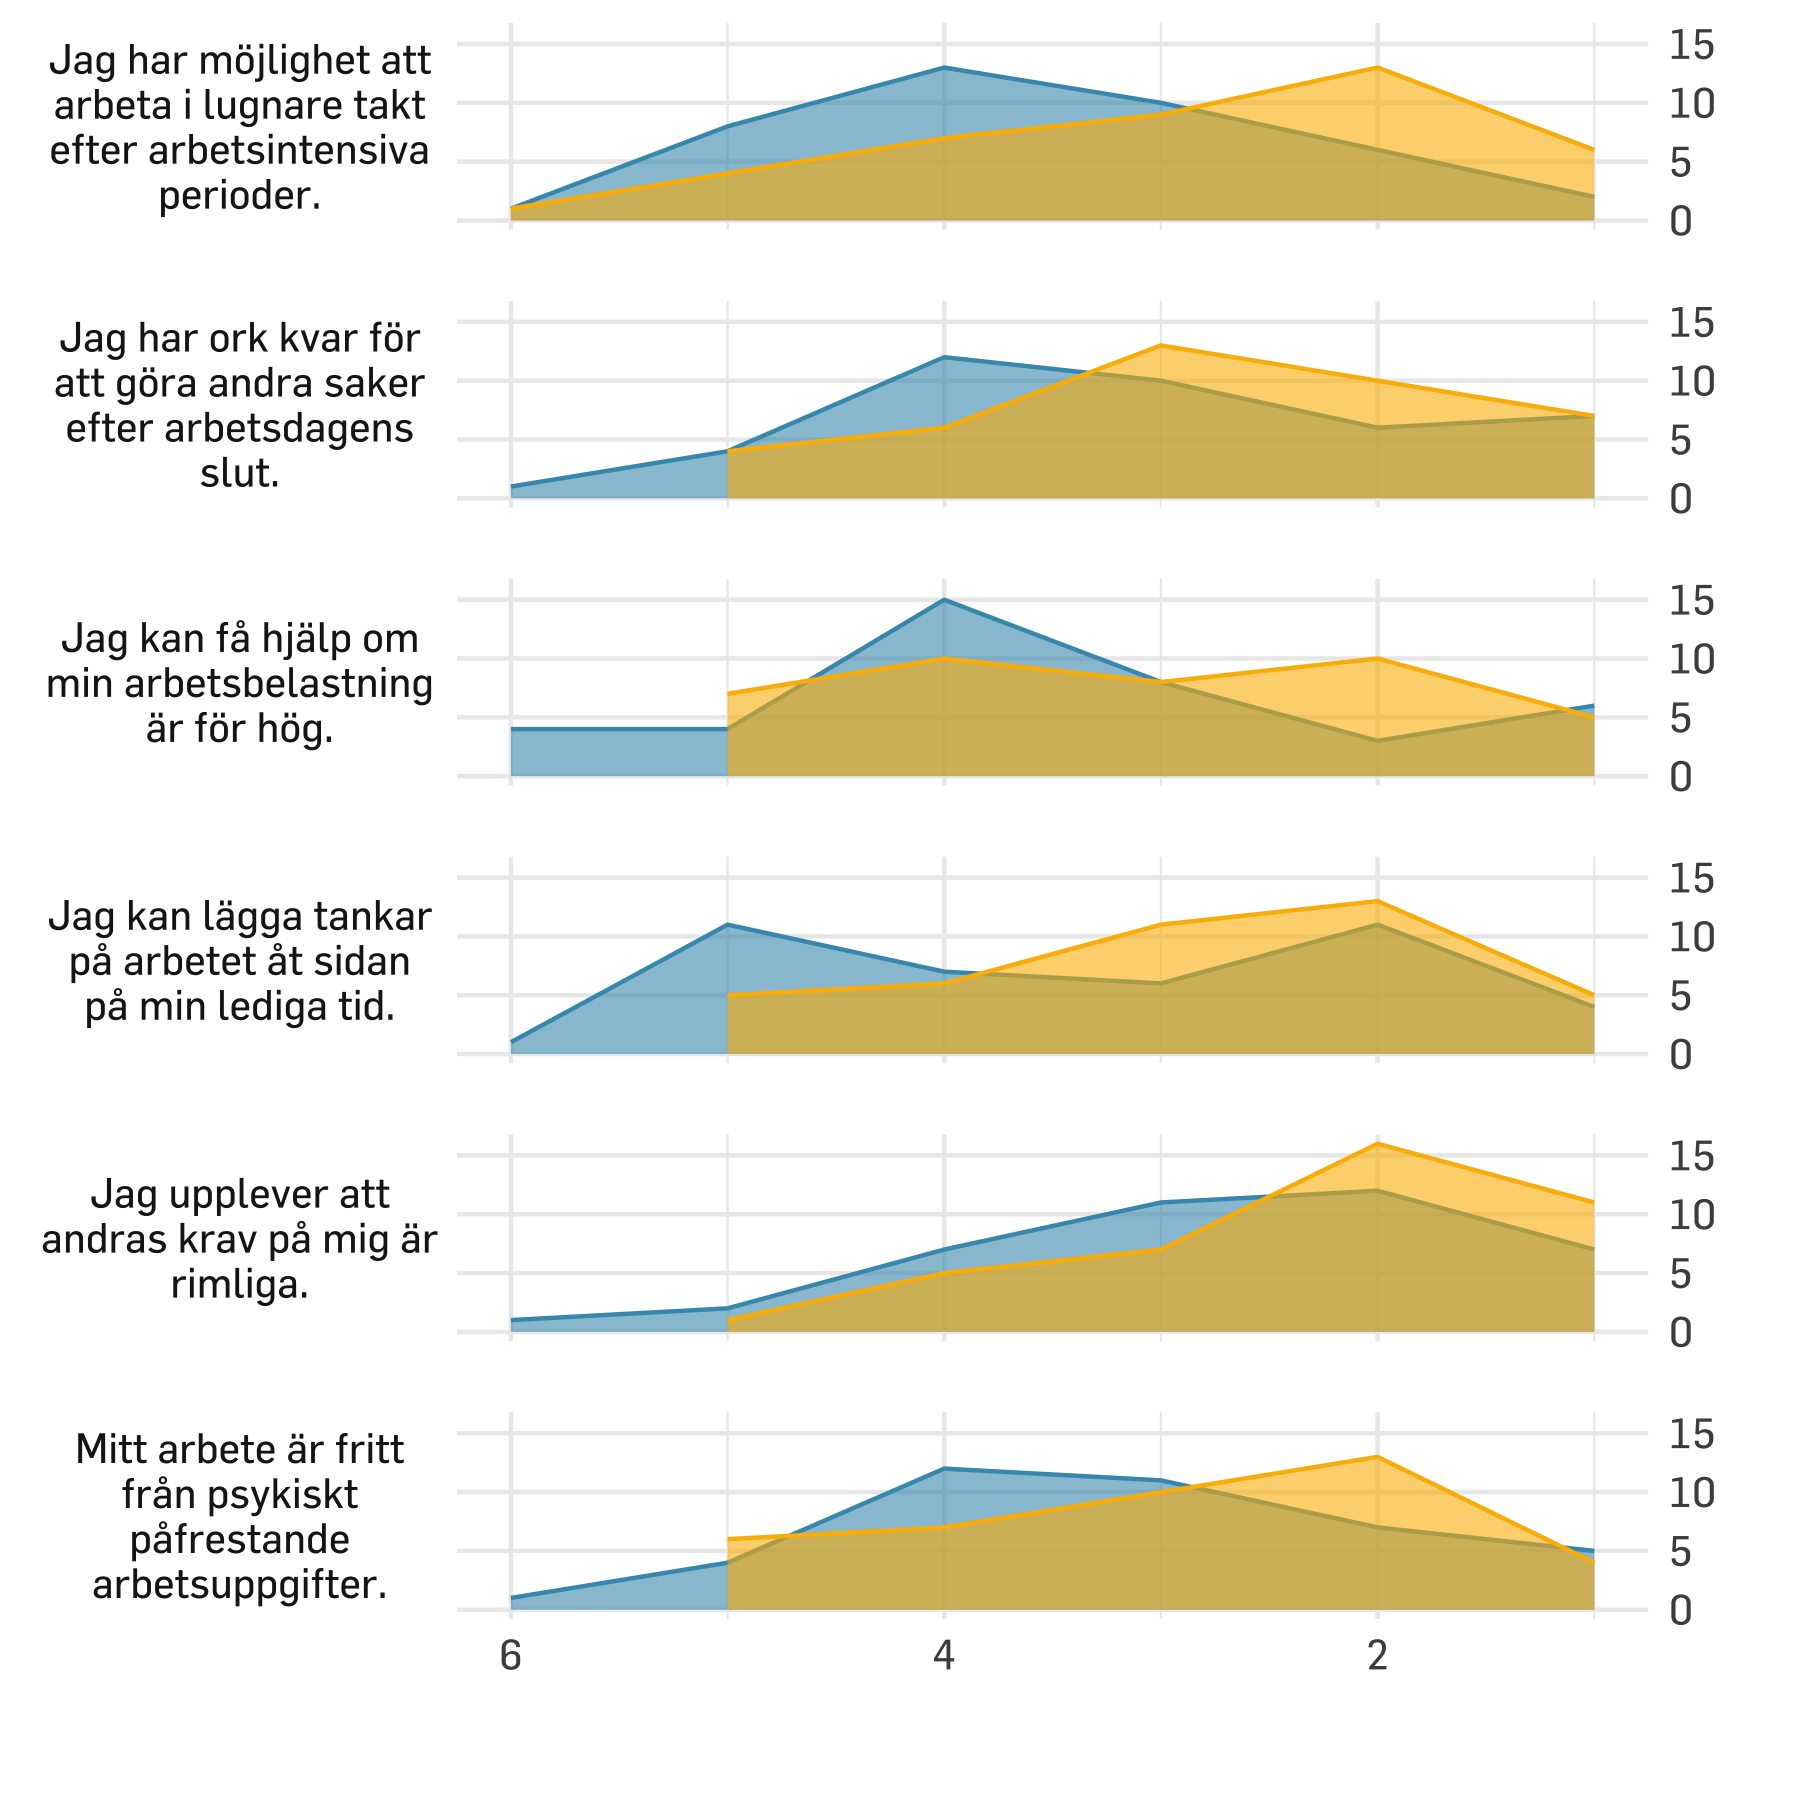 Jag har möjlighet att
arbeta i lugnare takt
efter arbetsintensiva
perioder.
15
10
5
0
Jag har ork kvar för
att göra andra saker
efter arbetsdagens
slut.
15
10
5
0
Jag kan få hjälp om
min arbetsbelastning
är för hög.
15
10
5
0
Jag kan lägga tankar
på arbetet åt sidan
på min lediga tid.
15
10
5
0
Jag upplever att
andras krav på mig är
rimliga.
15
10
5
0
Mitt arbete är fritt
från psykiskt
påfrestande
arbetsuppgifter.
15
10
5
0
6 4 2